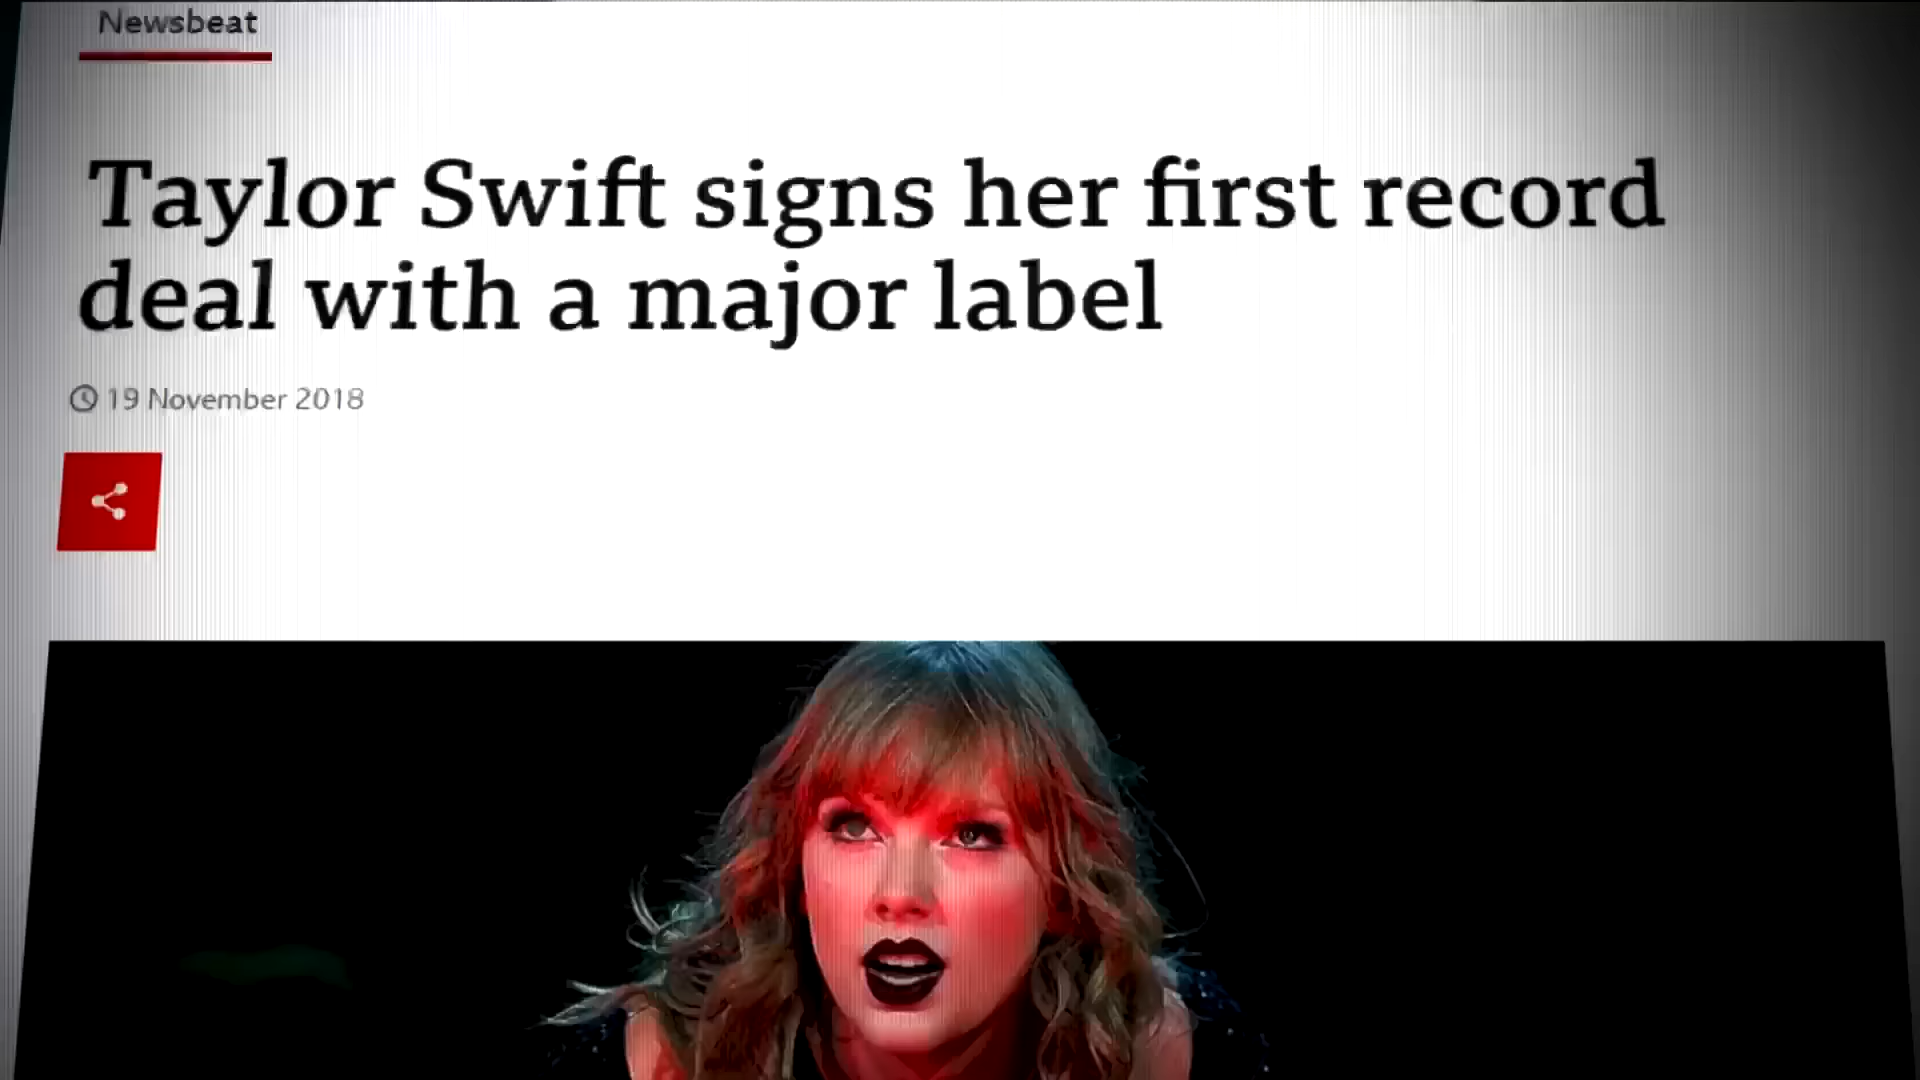 Newsbeat
Taylor Swift signs her first record
deal with a major label
19 November 2018